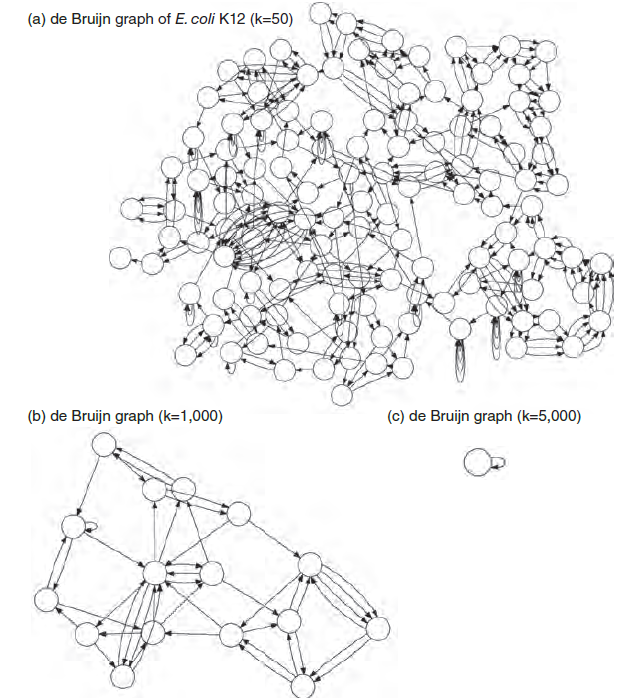 (a) de Bruijn graph of E. coli K12 (k=50)
(b) de Bruijn graph (k=1,000)
(c) de Bruijn graph (k=5,000)